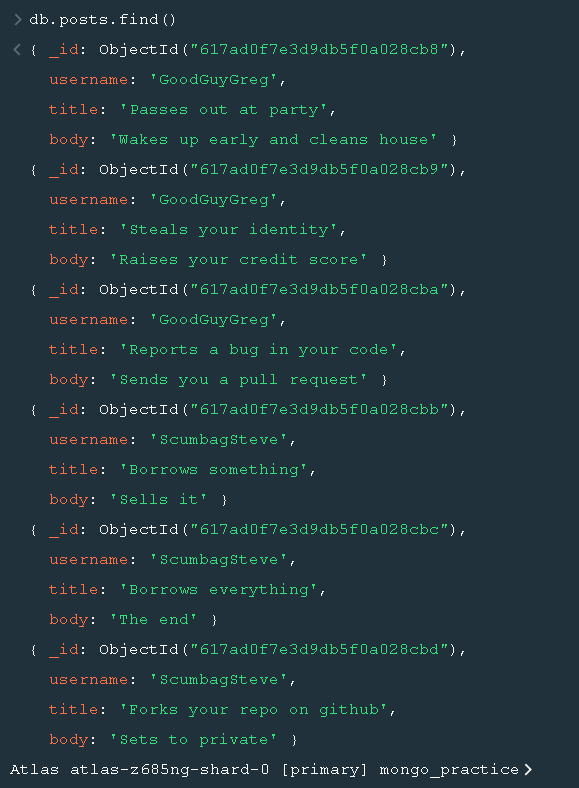 > db.posts.find()
< { _id: ObjectId("617ad0f7e3d9db5f0a028cb8"),
username: 'GoodGuyGreg',
title: 'Passes out at party',
body: 'Wakes up early and cleans house' }
{ _id: ObjectId("617ad0f7e3d9db5f0a028cb9"),
username: 'GoodGuyGreg',
title: 'Steals your identity',
body: 'Raises your credit score' }
{ _id: ObjectId("617ad0f7e3d9db5f0a028cba"),
username: 'GoodGuyGreg',
title: 'Reports a bug in your code',
body: 'Sends you a pull request' }
{ _id: ObjectId("617ad0f7e3d9db5f0a028cbb"),
username: 'ScumbagSteve',
title: 'Borrows something',
body: 'Sells it' }
{ _id: ObjectId("617ad0f7e3d9db5f0a028cbc"),
username: 'ScumbagSteve',
title: 'Borrows everything',
body: 'The end' }
{ _id: ObjectId("617ad0f7e3d9db5f0a028cbd"),
username: 'ScumbagSteve',
title: 'Forks your repo on github',
body: 'Sets to private' }
Atlas atlas-z685ng-shard-0 [primary] mongo_practice>